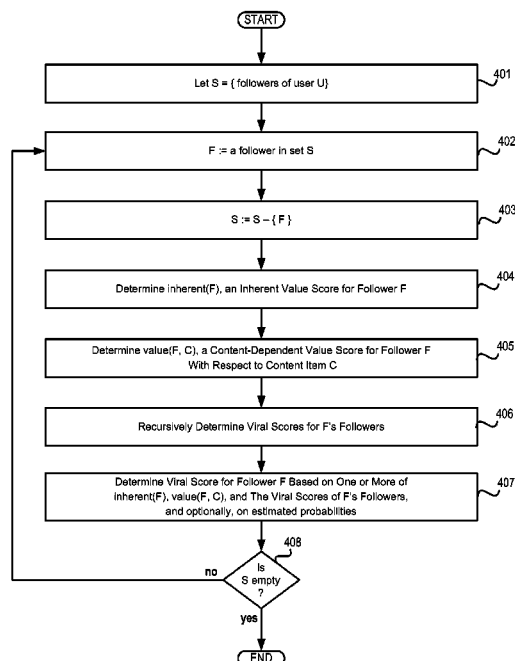 START
401
Let S = { followers of user U}
402
F := a follower in set S
403
S := S – { F }
404
Determine inherent(F), an Inherent Value Score for Follower F
405
Determine value(F, C), a Content-Dependent Value Score for Follower F
With Respect to Content Item C
406
Recursively Determine Viral Scores for F's Followers
407
Determine Viral Score for Follower F Based on One or More of
inherent(F), value(F, C), and The Viral Scores of F's Followers,
and optionally, on estimated probabilities
408
Is
S empty
?
no
yes
END